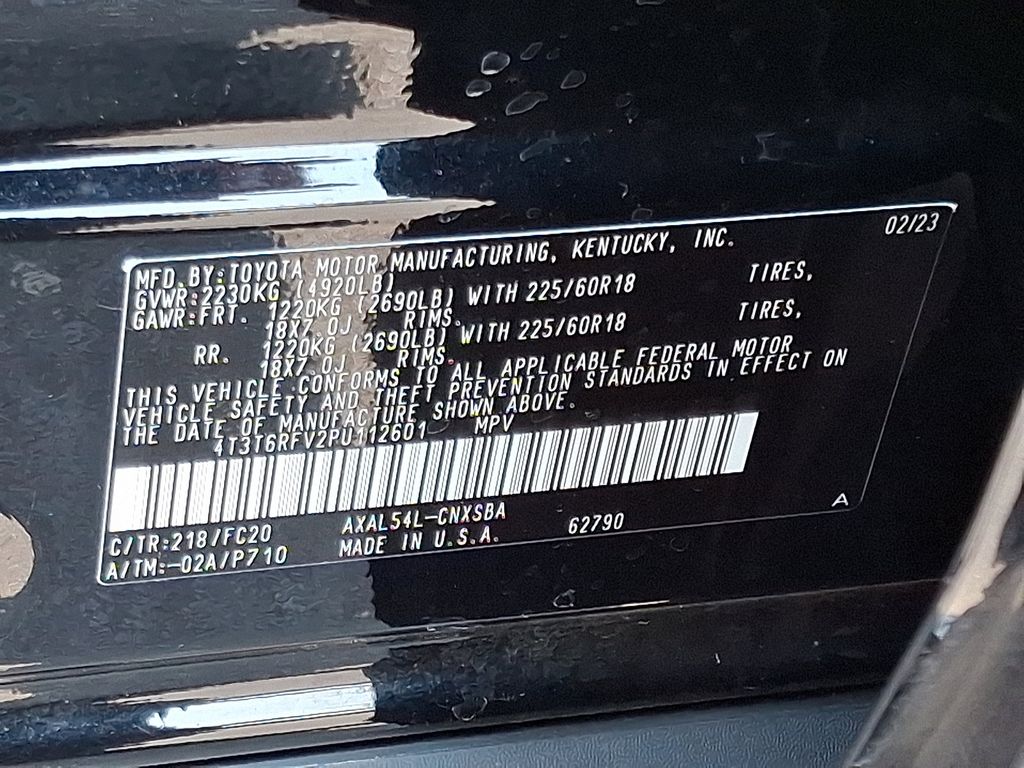 02/23
MFD.BY:TOYOTA MOTOR MANUFACTURING, KENTUCKY, INC.
GVWR:2230KG (4920LB)
GAWR:FRT. 1220KG (2690LB) WITH 225/60R18 TIRES,
18X7.0J RIMS.
RR. 1220KG (2690LB) WITH 225/60R18 TIRES,
18X7.0J RIMS.
THIS VEHICLE CONFORMS TO ALL APPLICABLE FEDERAL MOTOR
VEHICLE SAFETY AND THEFT PREVENTION STANDARDS IN EFFECT ON
THE DATE OF MANUFACTURE SHOWN ABOVE.
4T3T6RFV2PU112601 MPV
C/TR:218/FC20 AXAL54L-CNXSBA 62790 A
A/TM:-02A/P710 MADE IN U.S.A.